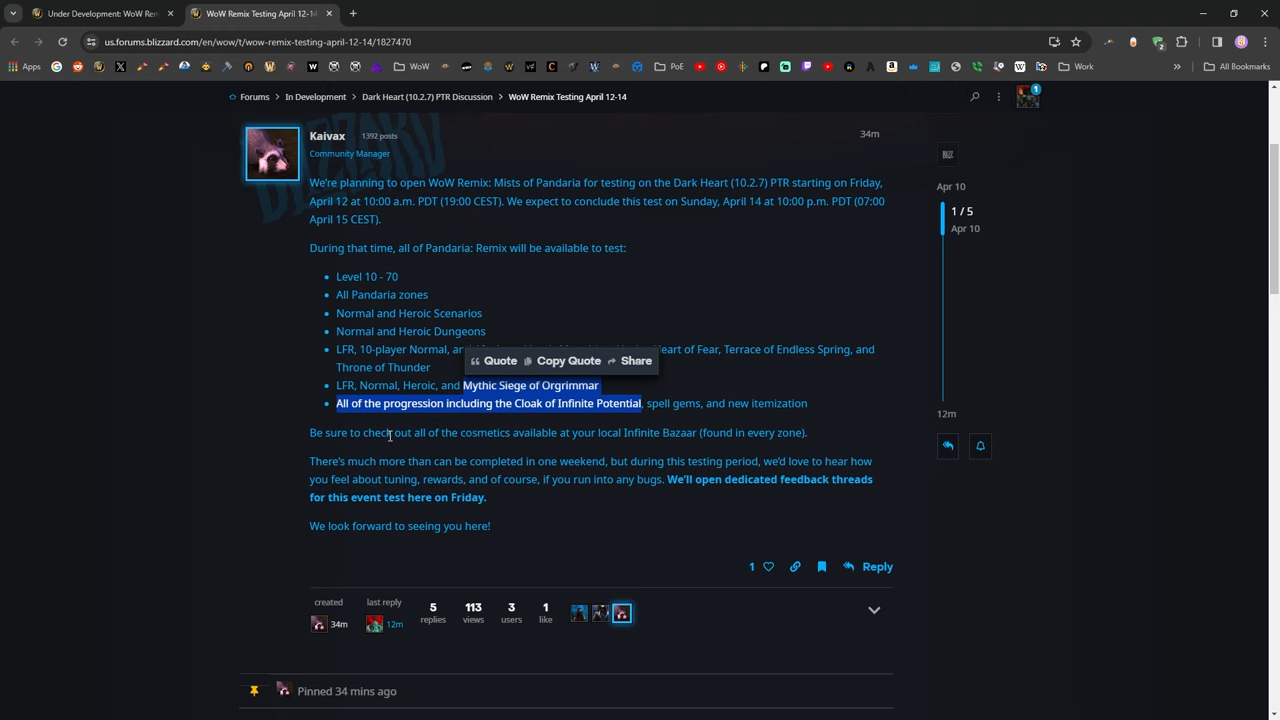 Under Development: WoW Rem
WoW Remix Testing April 12-14
us.forums.blizzard.com/en/wow/t/wow-remix-testing-april-12-14/1827470
Apps
WoW
PoE
Work
All Bookmarks
Forums > In Development > Dark Heart (10.2.7) PTR Discussion > WoW Remix Testing April 12-14
1
Kaivax 1392 posts 34m
Community Manager
We're planning to open WoW Remix: Mists of Pandaria for testing on the Dark Heart (10.2.7) PTR starting on Friday,
April 12 at 10:00 a.m. PDT (19:00 CEST). We expect to conclude this test on Sunday, April 14 at 10:00 p.m. PDT (07:00
April 15 CEST).
During that time, all of Pandaria: Remix will be available to test:
• Level 10 - 70
• All Pandaria zones
• Normal and Heroic Scenarios
• Normal and Heroic Dungeons
• LFR, 10-player Normal, and eart of Fear, Terrace of Endless Spring, and
Throne of Thunder
Quote Copy Quote Share
• LFR, Normal, Heroic, and Mythic Siege of Orgrimmar
• All of the progression including the Cloak of Infinite Potential, spell gems, and new itemization
Be sure to check out all of the cosmetics available at your local Infinite Bazaar (found in every zone).
There's much more than can be completed in one weekend, but during this testing period, we'd love to hear how
you feel about tuning, rewards, and of course, if you run into any bugs. We'll open dedicated feedback threads
for this event test here on Friday.
We look forward to seeing you here!
1 Reply
created
34m
last reply
12m
5
replies
113
views
3
users
1
like
Pinned 34 mins ago
BLIZZ
Apr 10
1 / 5
Apr 10
12m